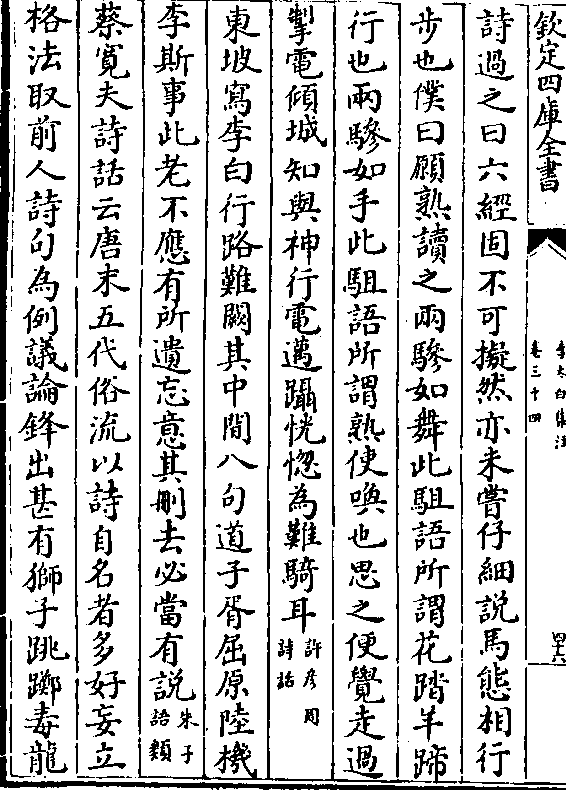 欽定四庫全書
李太白集注
卷三十四
四六
詩過之曰六經固不可擬然亦未嘗仔細說馬態相行
步也僕曰願熟讀之兩驂如舞此駔語所謂花踏羊蹄
行也兩驂如手此駔語所謂熟使喚也思之便覺走過
掣電傾城知與神行電邁躡恍惚為難騎耳許彦周詩話
東坡寫李白行路難闕其中間八句道子胥屈原陸機
李斯事此老不應有所遺忘意其刪去必當有說朱子語類
蔡寛夫詩話云唐末五代俗流以詩自名者多好妄立
格法取前人詩句為例議論鋒出甚有獅子跳躑毒龍